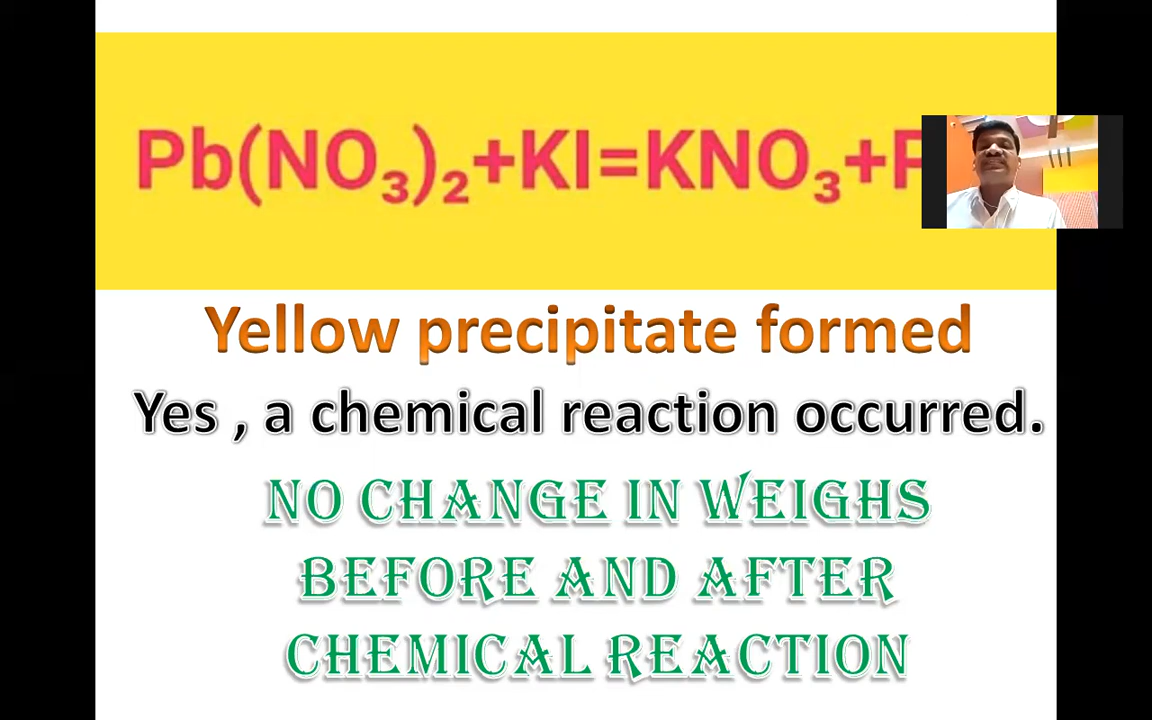 Pb(NO₃)₂+KI=KNO₃+P
Yellow precipitate formed
Yes , a chemical reaction occurred.
NO CHANGE IN WEIGHS
BEFORE AND AFTER
CHEMICAL REACTION